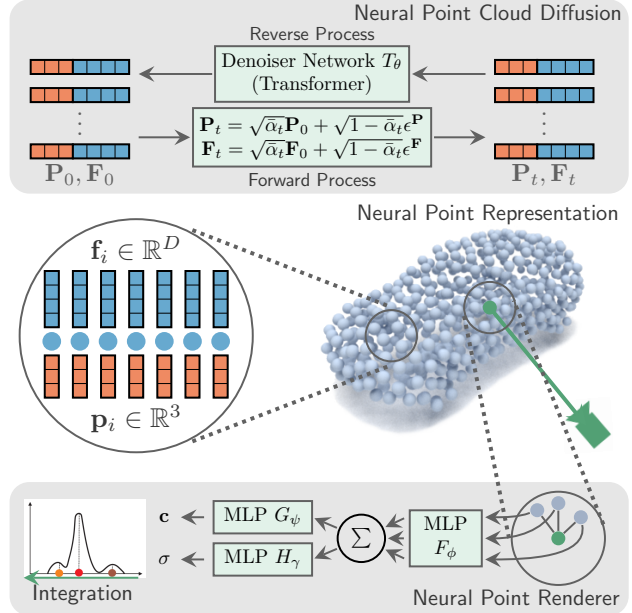 Neural Point Cloud Diffusion
Reverse Process
Denoiser Network T_θ
(Transformer)
P_t = √ᾱ_t P_0 + √1 − ᾱ_t ϵ^P
F_t = √ᾱ_t F_0 + √1 − ᾱ_t ϵ^F
Forward Process
P_0, F_0
P_t, F_t
Neural Point Representation
f_i ∈ ℝ^D
p_i ∈ ℝ^3
c
MLP G_ψ
σ
MLP H_γ
∑
MLP
F_ϕ
Integration
Neural Point Renderer